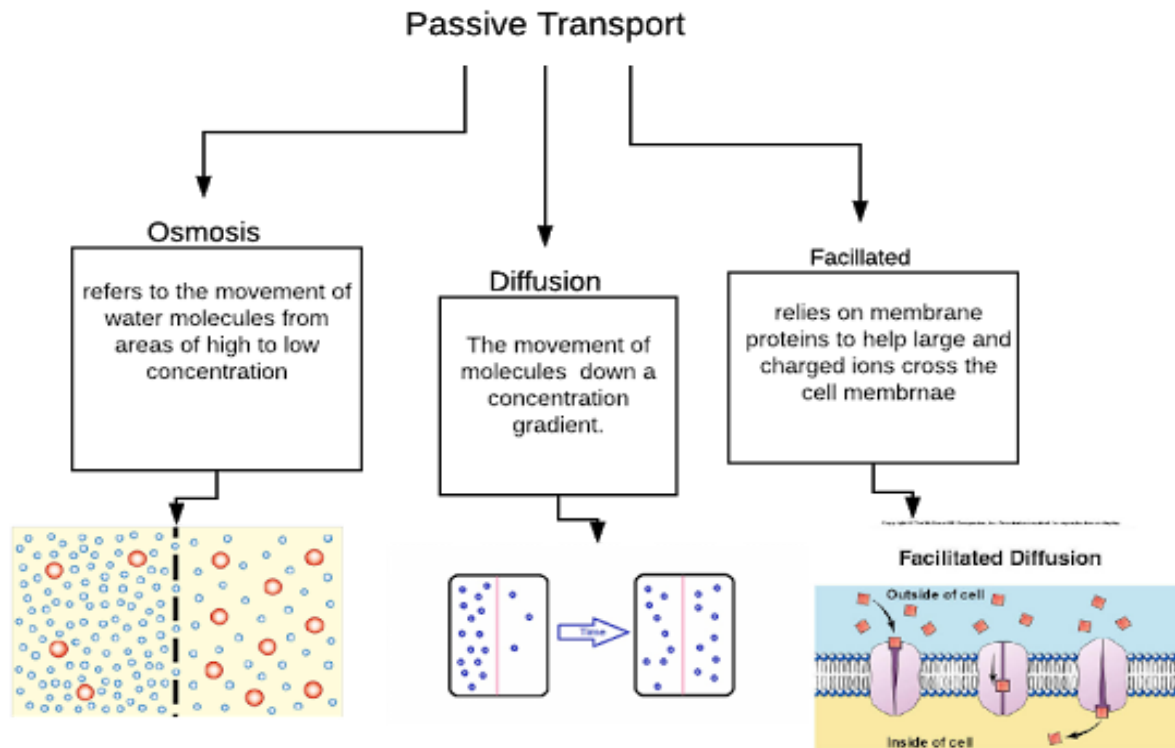 Passive Transport
Osmosis
refers to the movement of
water molecules from
areas of high to low
concentration
Diffusion
The movement of
molecules down a
concentration
gradient.
Facillated
relies on membrane
proteins to help large and
charged ions cross the
cell membrnae
Time
Facilitated Diffusion
Outside of cell
Inside of cell